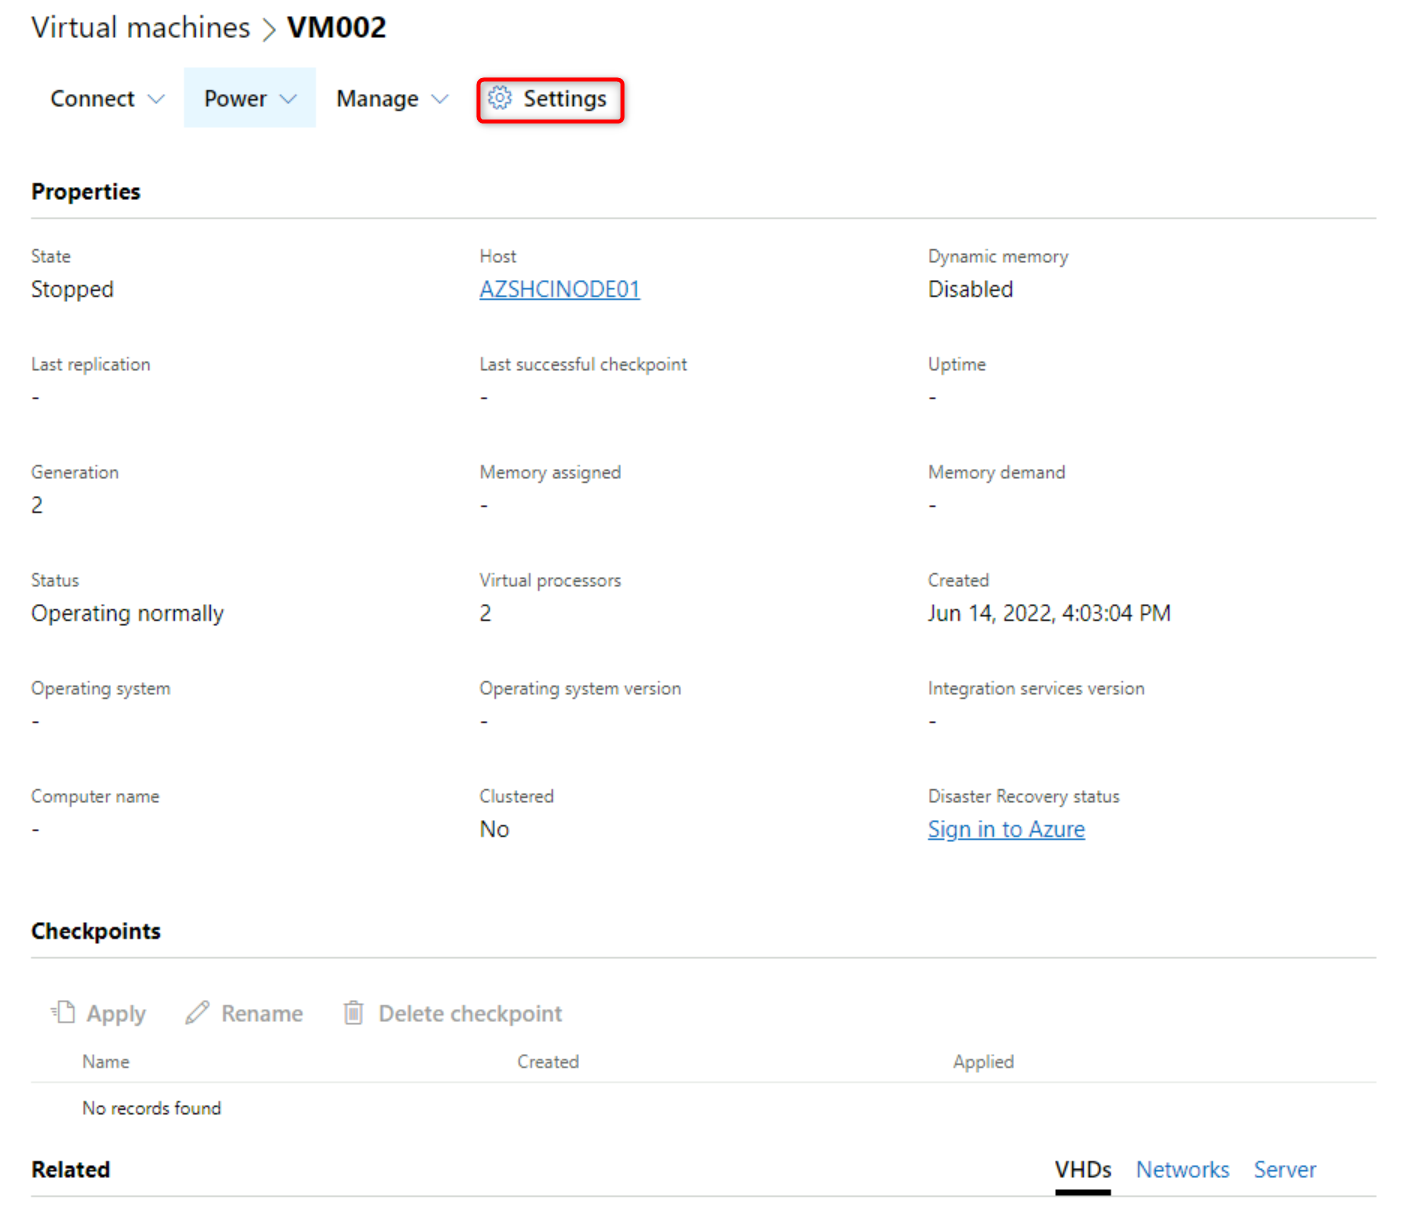 Virtual machines > VM002
Connect Power Manage Settings
Properties
State Host Dynamic memory
Stopped AZSHCINODE01 Disabled
Last replication Last successful checkpoint Uptime
- - -
Generation Memory assigned Memory demand
2 - -
Status Virtual processors Created
Operating normally 2 Jun 14, 2022, 4:03:04 PM
Operating system Operating system version Integration services version
- - -
Computer name Clustered Disaster Recovery status
- No Sign in to Azure
Checkpoints
Apply Rename Delete checkpoint
Name Created Applied
No records found
Related VHDs Networks Server